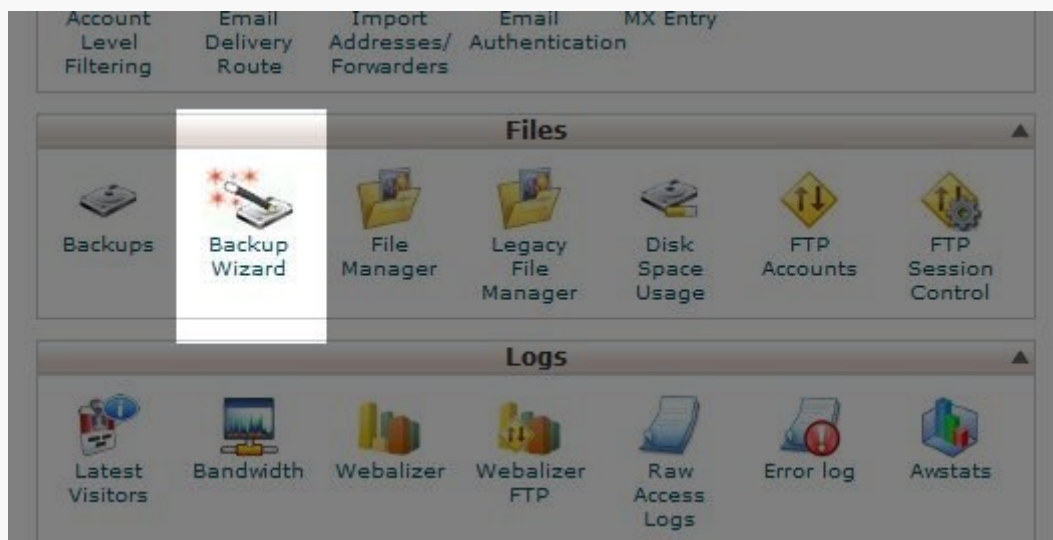 Account Email Import Email MX Entry
Level Delivery Addresses/ Authentication
Filtering Route Forwarders
Files
Backups Backup File Legacy Disk FTP FTP
Wizard Manager File Space Accounts Session
Manager Usage Control
Logs
Latest Bandwidth Webalizer Webalizer Raw Error log Awstats
Visitors FTP Access
Logs